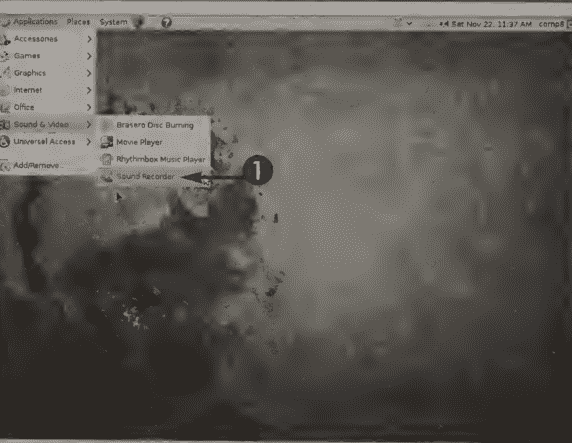 Applications Places System ? Sat Nov 22, 11:37 AM comp8
Accessories
Games
Graphics
Internet
Office
Sound & Video
Universal Access
Add/Remove...
Brasero Disc Burning
Movie Player
Rhythmbox Music Player
Sound Recorder
1